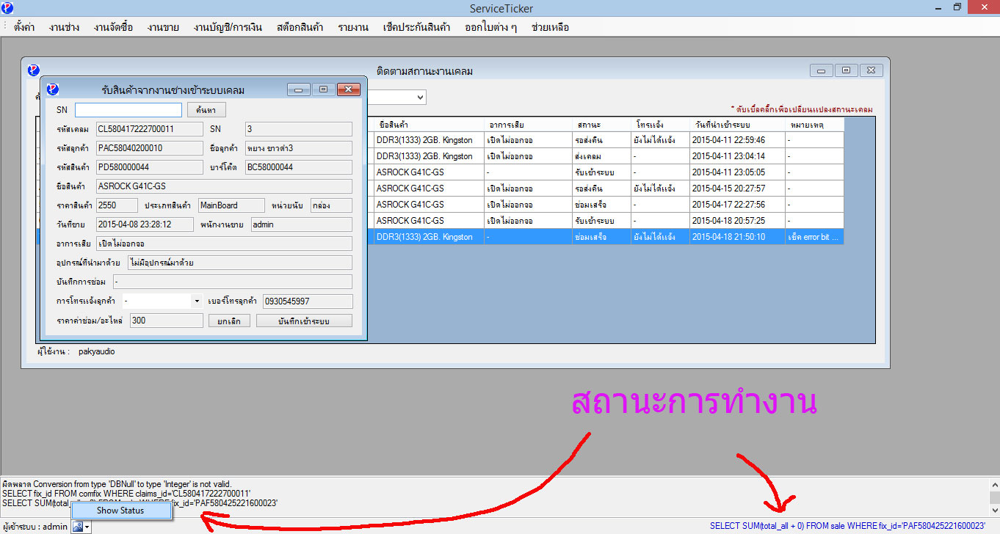 ServiceTicker
ตั้งค่า งานช่าง งานจัดซื้อ งานขาย งานบัญชี/การเงิน สต็อกสินค้า รายงาน เช็คประกันสินค้า ออกใบต่าง ๆ ช่วยเหลือ
ติดตามสถานะงานเคลม
* ดับเบิ้ลคลิ๊กเพื่อเปลี่ยนแปลงสถานะเคลม
รับสินค้าจากงานช่างเข้าระบบเคลม
SN ค้นหา
รหัสเคลม CL580417222700011 SN 3
รหัสลูกค้า PAC58040200010 ชื่อลูกค้า หยาง ขาวดำ3
รหัสสินค้า PD580000044 บาร์โค๊ต BC58000044
ชื่อสินค้า ASROCK G41C-GS
ราคาสินค้า 2550 ประเภทสินค้า MainBoard หน่วยนับ กล่อง
วันที่ขาย 2015-04-08 23:28:12 พนักงานขาย admin
อาการเสีย เปิดไม่ออกจอ
อุปกรณ์ที่นำมาด้วย ไม่มีอุปกรณ์มาด้วย
บันทึกการซ่อม -
การโทรแจ้งลูกค้า - เบอร์โทรลูกค้า 0930545997
ราคาค่าซ่อม/อะไหล่ 300 ยกเลิก บันทึกเข้าระบบ
ชื่อสินค้า อาการเสีย สถานะ โทรแจ้ง วันที่นำเข้าระบบ หมายเหตุ
DDR3(1333) 2GB. Kingston เปิดไม่ออกจอ รอส่งคืน ยังไม่ได้แจ้ง 2015-04-11 22:59:46 -
DDR3(1333) 2GB. Kingston เปิดไม่ออกจอ ส่งเคลม - 2015-04-11 23:04:14 -
ASROCK G41C-GS - รับเข้าระบบ - 2015-04-11 23:05:05 -
ASROCK G41C-GS เปิดไม่ออกจอ รอส่งคืน ยังไม่ได้แจ้ง 2015-04-15 20:27:57 -
ASROCK G41C-GS เปิดไม่ออกจอ ซ่อมเสร็จ - 2015-04-17 22:27:56 -
ASROCK G41C-GS เปิดไม่ออกจอ รับเข้าระบบ - 2015-04-18 20:57:25 -
DDR3(1333) 2GB. Kingston - ซ่อมเสร็จ ยังไม่ได้แจ้ง 2015-04-18 21:50:10 เช็ค error bit ...
ผู้ใช้งาน : pakyaudio
สถานะการทำงาน
ผิดพลาด Conversion from type 'DBNull' to type 'Integer' is not valid.
SELECT fix_id FROM comfix WHERE claims_id='CL580417222700011'
SELECT SUM(total_ fix_id='PAF580425221600023'
Show Status
ผู้เข้าระบบ : admin
SELECT SUM(total_all + 0) FROM sale WHERE fix_id='PAF580425221600023'